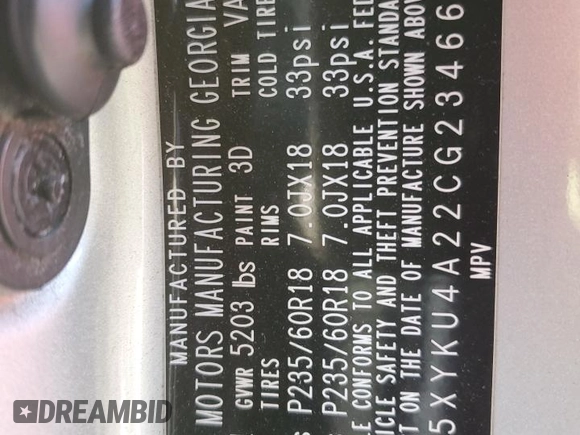 MANUFACTURED BY
MOTORS MANUFACTURING GEORGIA
GVWR 5203 lbs PAINT 3D TRIM VA
TIRES RIMS COLD TIRE
P235/60R18 7.0JX18 33psi
P235/60R18 7.0JX18 33psi
LE CONFORMS TO ALL APPLICABLE U.S.A. FED
ICLE SAFETY AND THEFT PREVENTION STANDA
T ON THE DATE OF MANUFACTURE SHOWN ABOV
5XYKU4A22CG23466
MPV
DREAMBID